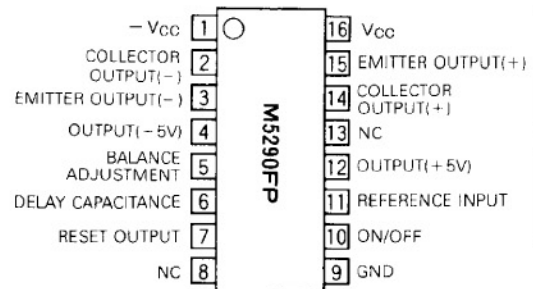 − Vcc 1
COLLECTOR
OUTPUT(−) 2
EMITTER OUTPUT(−) 3
OUTPUT(−5V) 4
BALANCE
ADJUSTMENT 5
DELAY CAPACITANCE 6
RESET OUTPUT 7
NC 8
M5290FP
16 Vcc
15 EMITTER OUTPUT(+)
14 COLLECTOR
OUTPUT(+)
13 NC
12 OUTPUT(+5V)
11 REFERENCE INPUT
10 ON/OFF
9 GND